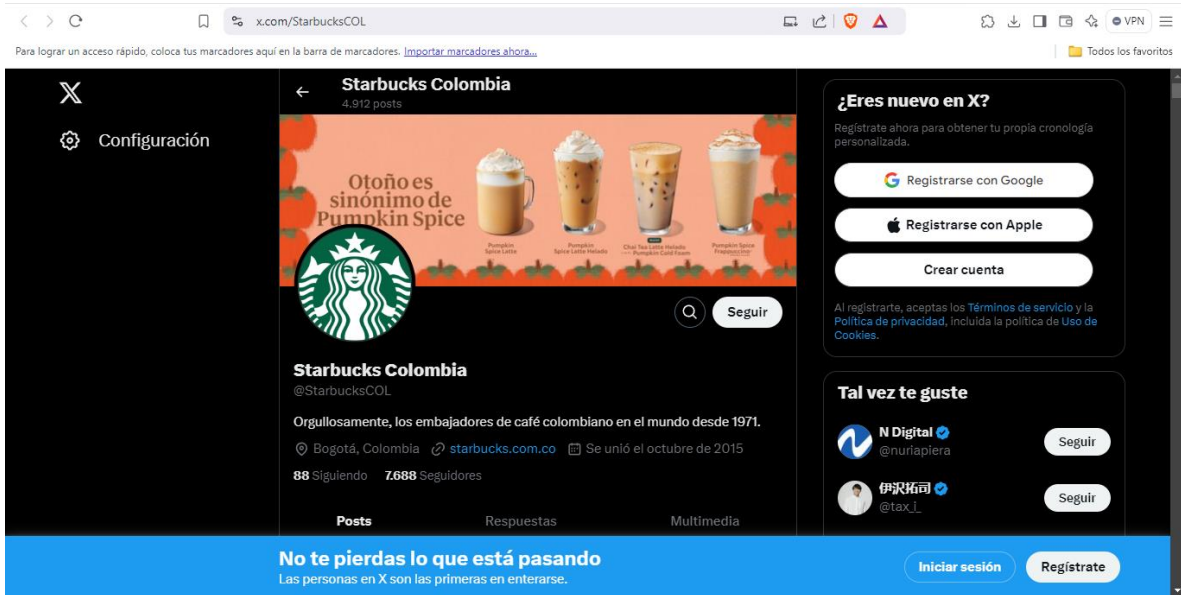 x.com/StarbucksCOL
VPN
Para lograr un acceso rápido, coloca tus marcadores aquí en la barra de marcadores. Importar marcadores ahora...
Todos los favoritos
Configuración
Starbucks Colombia
4.912 posts
Otoño es
sinónimo de
Pumpkin Spice
Pumpkin
Spice Latte
Pumpkin
Spice Latte Helado
Chai Tea Latte Helado
Pumpkin Cold Foam
Pumpkin Spice
Frappuccino
Seguir
Starbucks Colombia
@StarbucksCOL
Orgullosamente, los embajadores de café colombiano en el mundo desde 1971.
Bogotá, Colombia starbucks.com.co Se unió el octubre de 2015
88 Siguiendo 7.688 Seguidores
Posts Respuestas Multimedia
¿Eres nuevo en X?
Regístrate ahora para obtener tu propia cronología
personalizada.
Registrarse con Google
Registrarse con Apple
Crear cuenta
Al registrarte, aceptas los Términos de servicio y la
Política de privacidad, incluida la política de Uso de
Cookies.
Tal vez te guste
N Digital
@nuriapiera
Seguir
伊沢拓司
@tax_i_
Seguir
No te pierdas lo que está pasando
Las personas en X son las primeras en enterarse.
Iniciar sesión
Regístrate